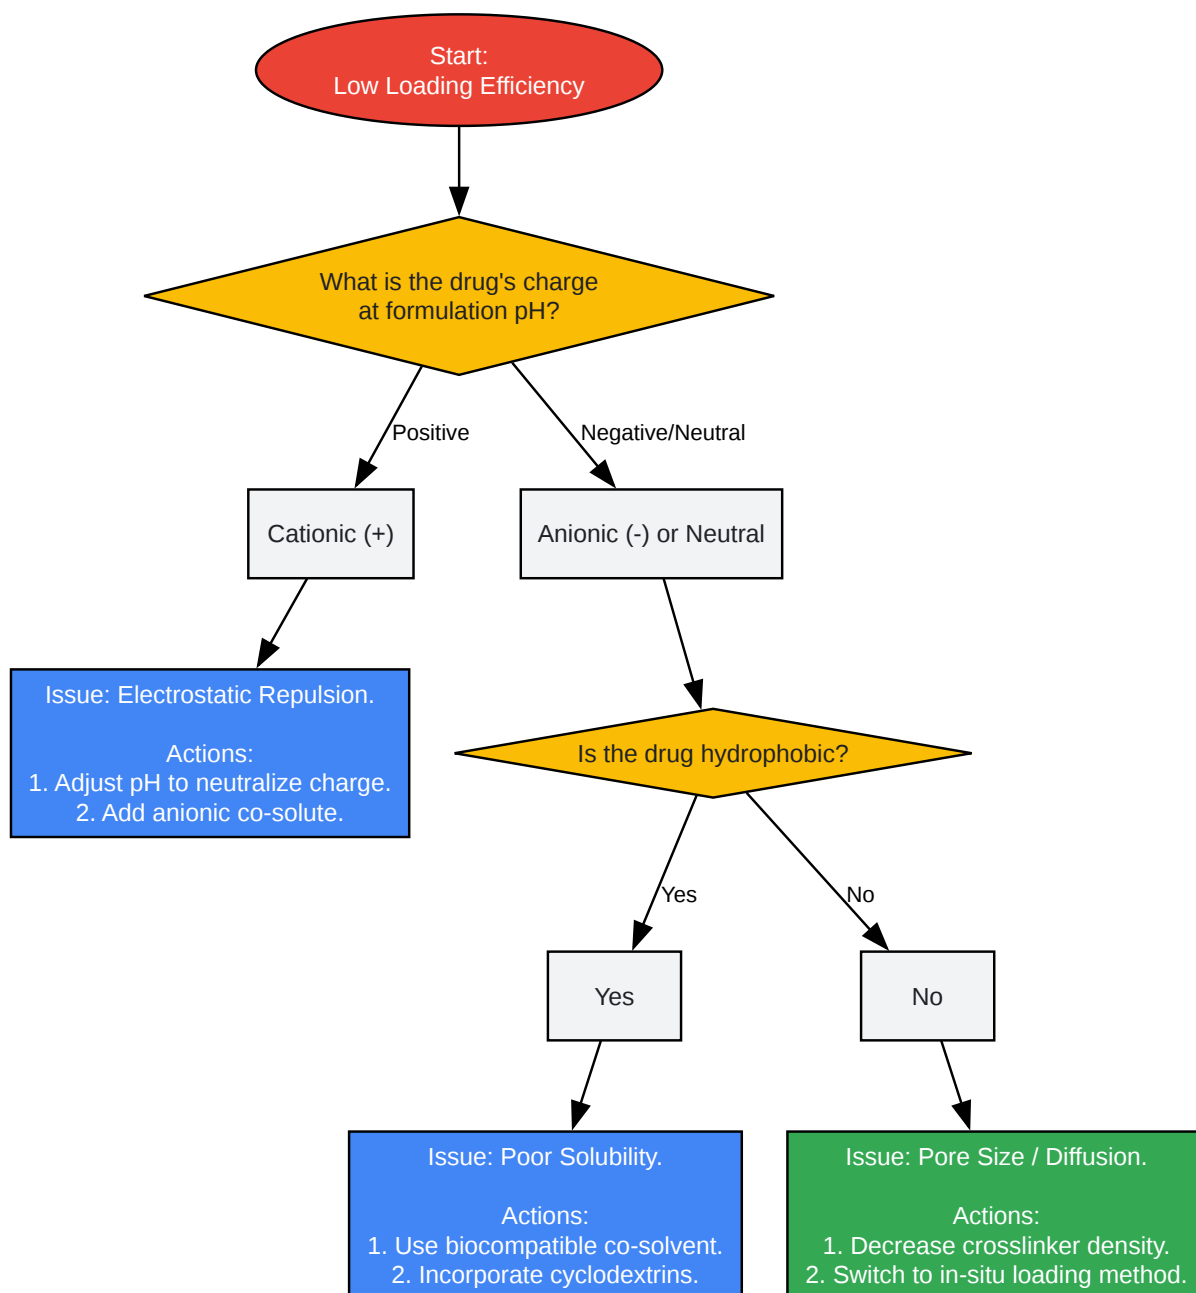 Start:
Low Loading Efficiency
What is the drug's charge
at formulation pH?
Positive
Negative/Neutral
Cationic (+)
Anionic (-) or Neutral
Issue: Electrostatic Repulsion.
Actions:
1. Adjust pH to neutralize charge.
2. Add anionic co-solute.
Is the drug hydrophobic?
Yes
No
Yes
No
Issue: Poor Solubility.
Actions:
1. Use biocompatible co-solvent.
2. Incorporate cyclodextrins.
Issue: Pore Size / Diffusion.
Actions:
1. Decrease crosslinker density.
2. Switch to in-situ loading method.